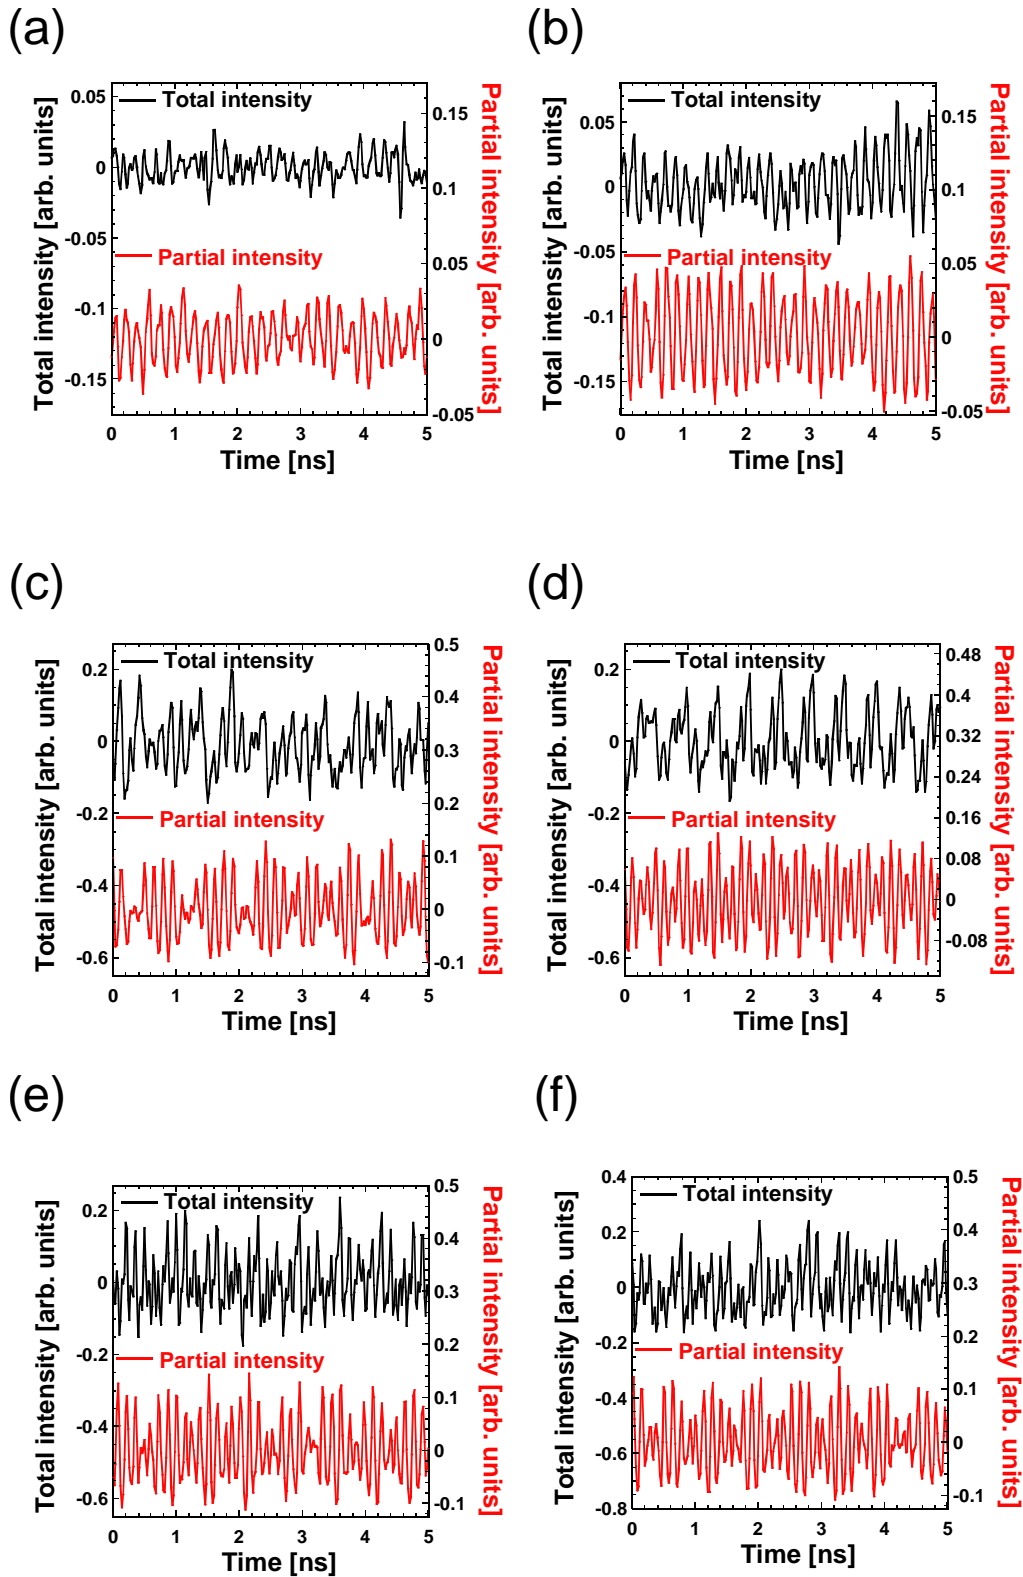 (a)
Total intensity [arb. units]
0.05
0
-0.05
-0.1
-0.15
Total intensity
Partial intensity
0.15
0.1
0.05
0
-0.05
Partial intensity [arb. units]
0 1 2 3 4 5
Time [ns]
(b)
Total intensity [arb. units]
0.05
0
-0.05
-0.1
-0.15
Total intensity
Partial intensity
0.15
0.1
0.05
0
-0.05
Partial intensity [arb. units]
0 1 2 3 4 5
Time [ns]
(c)
Total intensity [arb. units]
0.2
0
-0.2
-0.4
-0.6
Total intensity
Partial intensity
0.5
0.4
0.3
0.2
0.1
0
-0.1
Partial intensity [arb. units]
0 1 2 3 4 5
Time [ns]
(d)
Total intensity [arb. units]
0.2
0
-0.2
-0.4
-0.6
Total intensity
Partial intensity
0.48
0.4
0.32
0.24
0.16
0.08
0
-0.08
Partial intensity [arb. units]
0 1 2 3 4 5
Time [ns]
(e)
Total intensity [arb. units]
0.2
0
-0.2
-0.4
-0.6
Total intensity
Partial intensity
0.5
0.4
0.3
0.2
0.1
0
-0.1
Partial intensity [arb. units]
0 1 2 3 4 5
Time [ns]
(f)
Total intensity [arb. units]
0.4
0.2
0
-0.2
-0.4
-0.6
-0.8
Total intensity
Partial intensity
0.5
0.4
0.3
0.2
0.1
0
-0.1
Partial intensity [arb. units]
0 1 2 3 4 5
Time [ns]